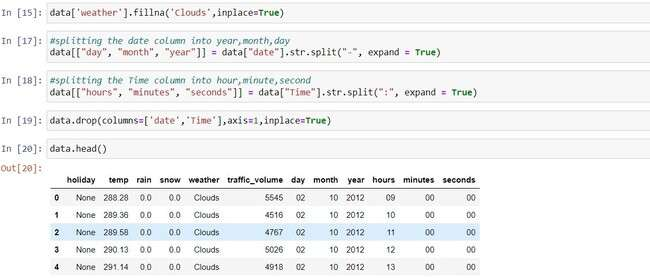 In [15]: data['weather'].fillna('Clouds',inplace=True)
In [17]: #splitting the date column into year,month,day
data[["day", "month", "year"]] = data["date"].str.split("-", expand = True)
In [18]: #splitting the Time column into hour,minute,second
data[["hours", "minutes", "seconds"]] = data["Time"].str.split(":", expand = True)
In [19]: data.drop(columns=['date','Time'],axis=1,inplace=True)
In [20]: data.head()
Out[20]:
holiday temp rain snow weather traffic_volume day month year hours minutes seconds
0 None 288.28 0.0 0.0 Clouds 5545 02 10 2012 09 00 00
1 None 289.36 0.0 0.0 Clouds 4516 02 10 2012 10 00 00
2 None 289.58 0.0 0.0 Clouds 4767 02 10 2012 11 00 00
3 None 290.13 0.0 0.0 Clouds 5026 02 10 2012 12 00 00
4 None 291.14 0.0 0.0 Clouds 4918 02 10 2012 13 00 00